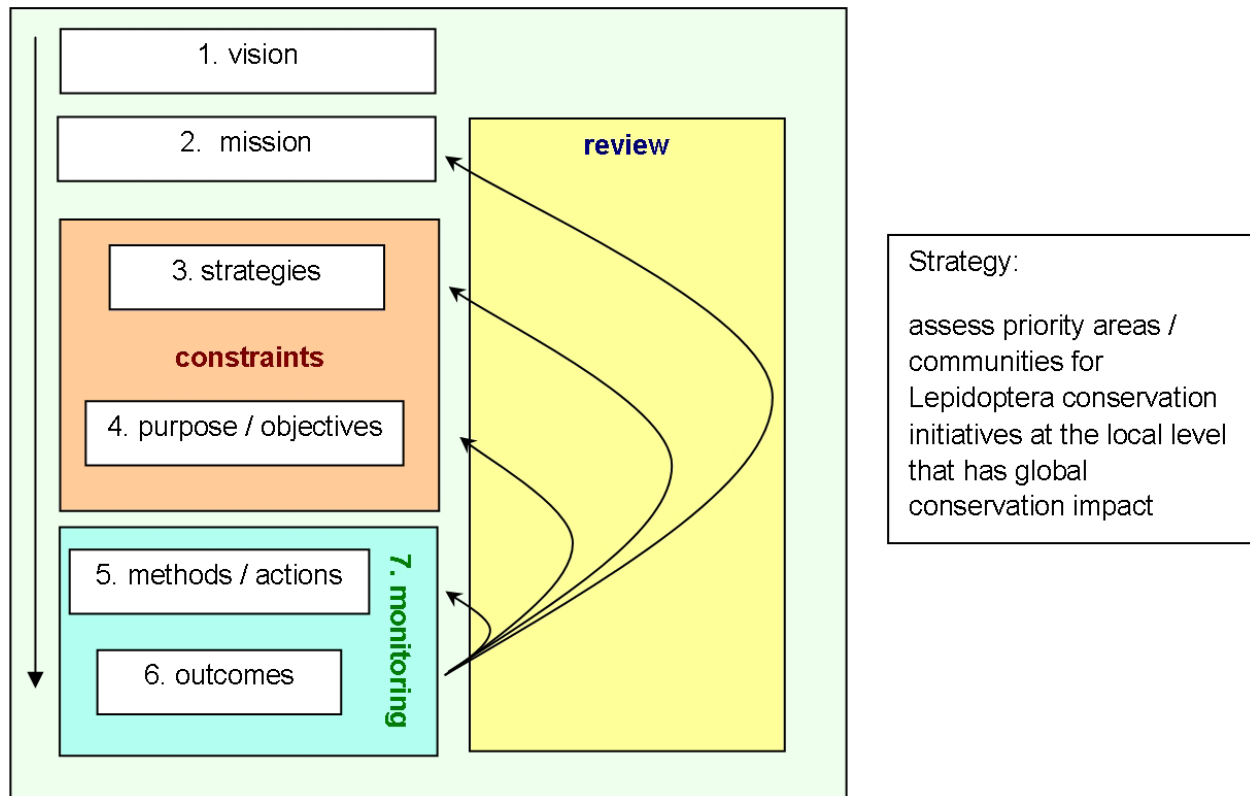 1. vision
2. mission
review
3. strategies
constraints
4. purpose / objectives
5. methods / actions
6. outcomes
7. monitoring
Strategy:
assess priority areas /
communities for
Lepidoptera conservation
initiatives at the local level
that has global
conservation impact